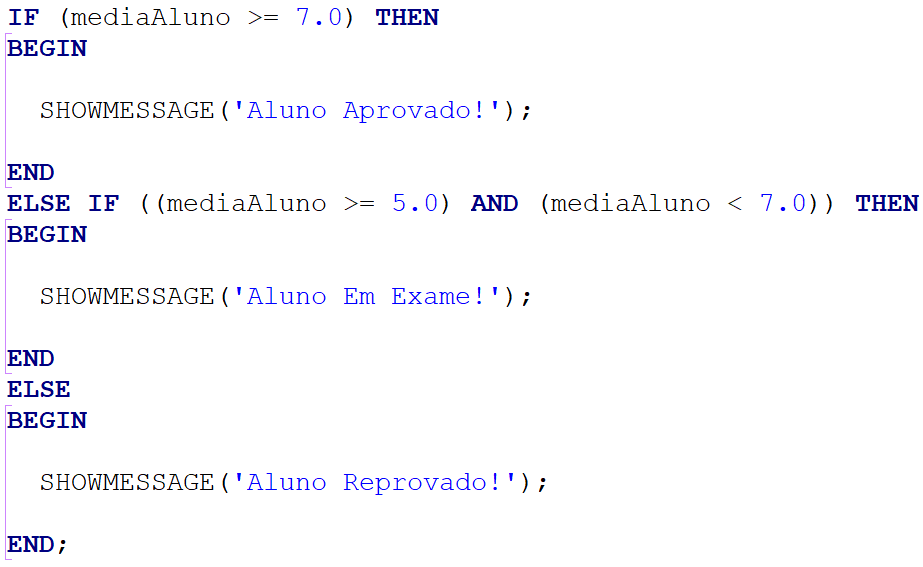 IF (mediaAluno >= 7.0) THEN
BEGIN
SHOWMESSAGE('Aluno Aprovado!');
END
ELSE IF ((mediaAluno >= 5.0) AND (mediaAluno < 7.0)) THEN
BEGIN
SHOWMESSAGE('Aluno Em Exame!');
END
ELSE
BEGIN
SHOWMESSAGE('Aluno Reprovado!');
END;